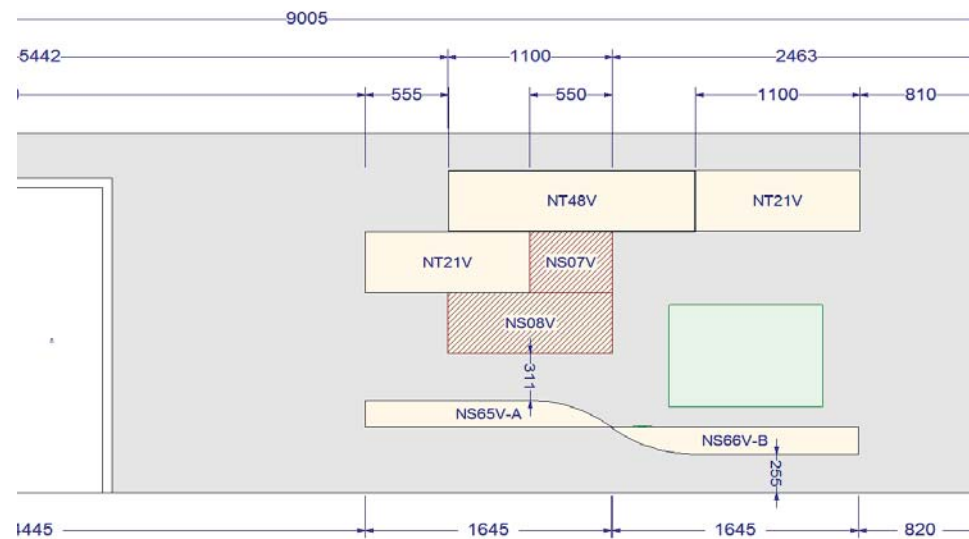 9005
5442 1100 2463
555 550 1100 810
NT48V NT21V
NT21V NS07V
NS08V
311
NS65V-A
NS66V-B
255
4445 1645 1645 820